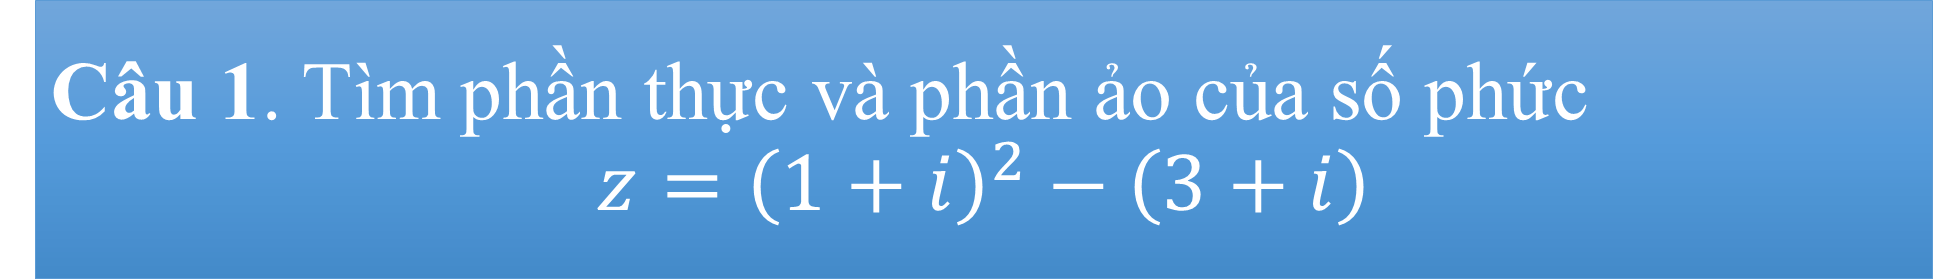 Câu 1. Tìm phần thực và phần ảo của số phức
z = (1 + i)² − (3 + i)